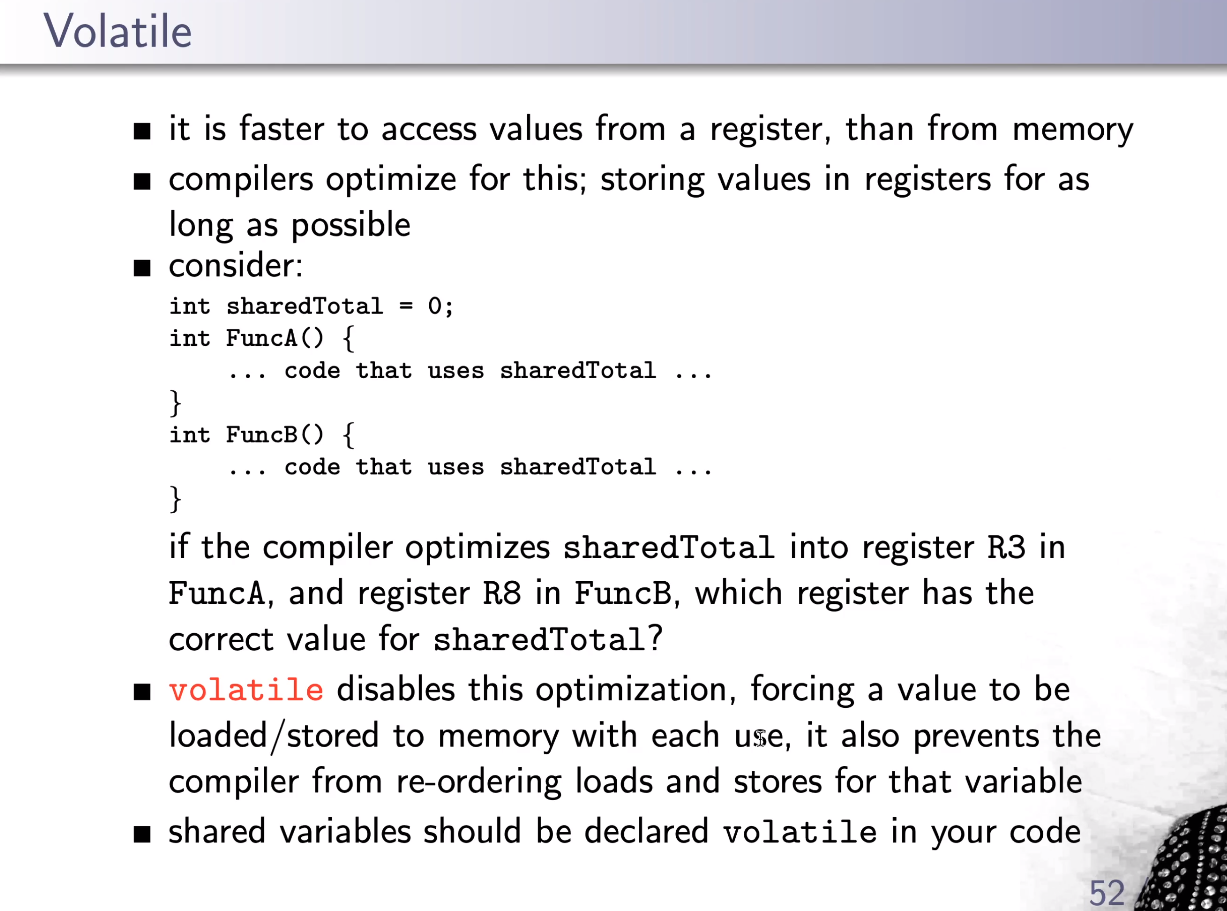 Volatile
■ it is faster to access values from a register, than from memory
■ compilers optimize for this; storing values in registers for as
long as possible
■ consider:
int sharedTotal = 0;
int FuncA() {
... code that uses sharedTotal ...
}
int FuncB() {
... code that uses sharedTotal ...
}
if the compiler optimizes sharedTotal into register R3 in
FuncA, and register R8 in FuncB, which register has the
correct value for sharedTotal?
■ volatile disables this optimization, forcing a value to be
loaded/stored to memory with each use, it also prevents the
compiler from re-ordering loads and stores for that variable
■ shared variables should be declared volatile in your code
52